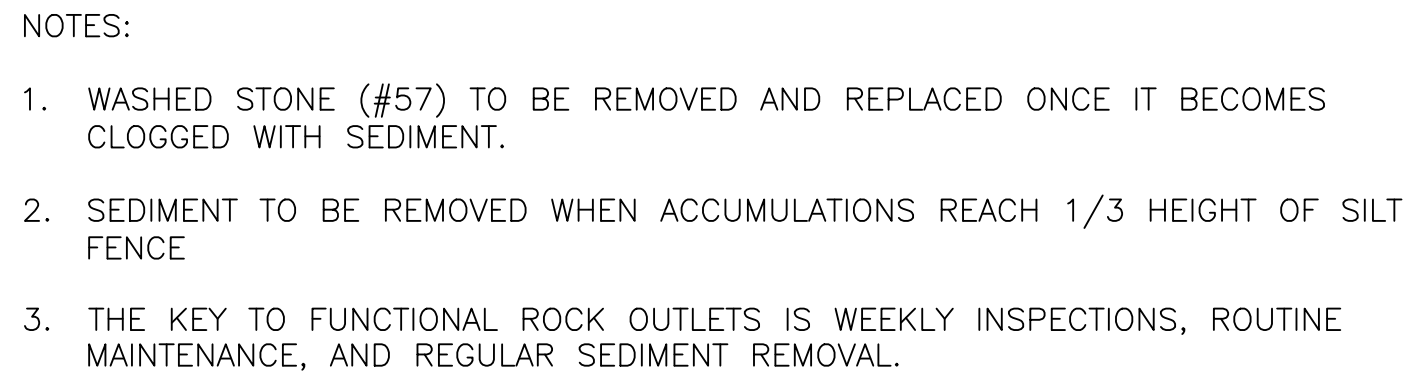 NOTES:
1. WASHED STONE (#57) TO BE REMOVED AND REPLACED ONCE IT BECOMES
CLOGGED WITH SEDIMENT.
2. SEDIMENT TO BE REMOVED WHEN ACCUMULATIONS REACH 1/3 HEIGHT OF SILT
FENCE
3. THE KEY TO FUNCTIONAL ROCK OUTLETS IS WEEKLY INSPECTIONS, ROUTINE
MAINTENANCE, AND REGULAR SEDIMENT REMOVAL.